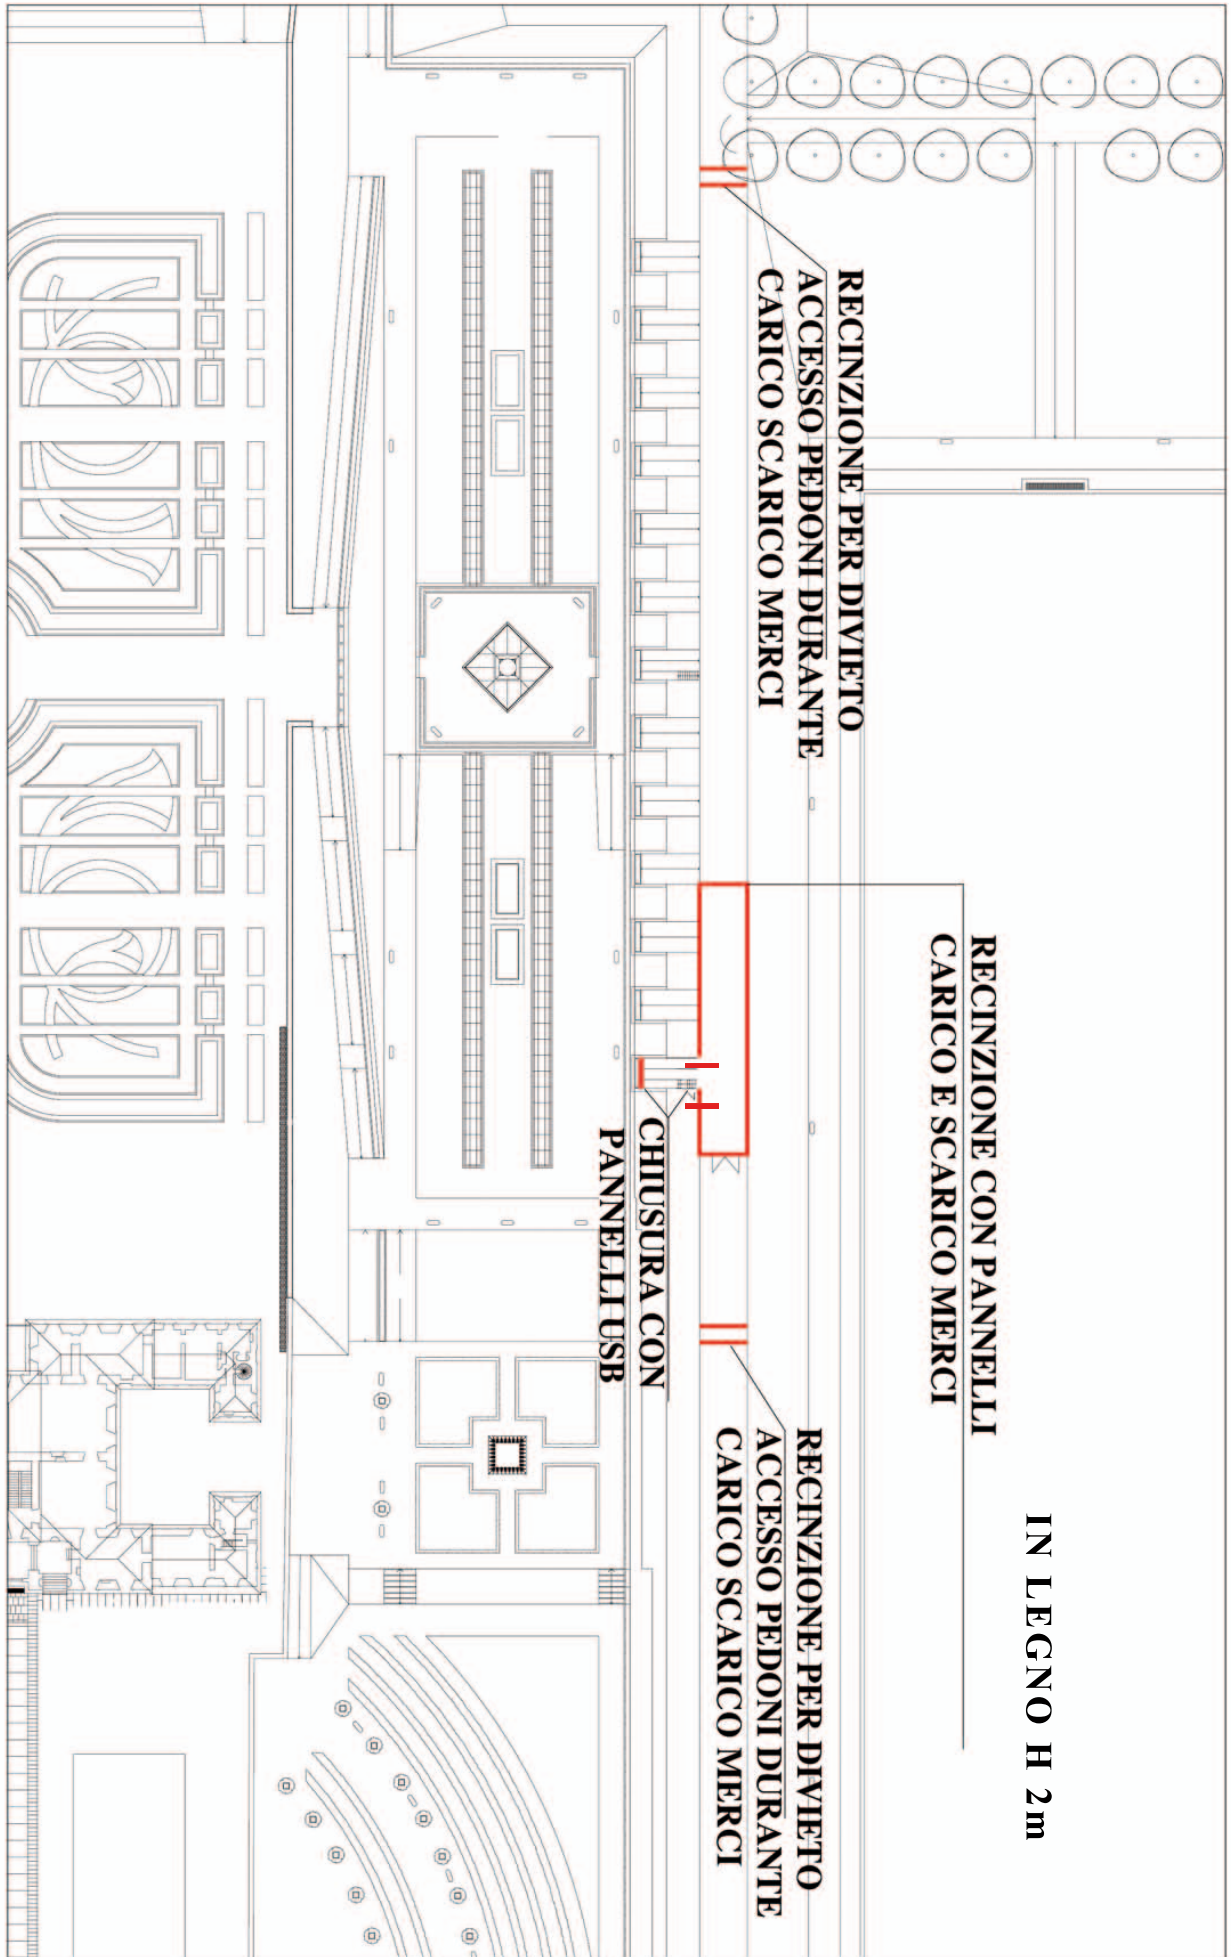 RECINZIONE PER DIVIETO
ACCESSO PEDONI DURANTE
CARICO SCARICO MERCI
RECINZIONE CON PANNELLI
CARICO E SCARICO MERCI
IN LEGNO H 2m
CHIUSURA CON
PANNELLI USB
RECINZIONE PER DIVIETO
ACCESSO PEDONI DURANTE
CARICO SCARICO MERCI